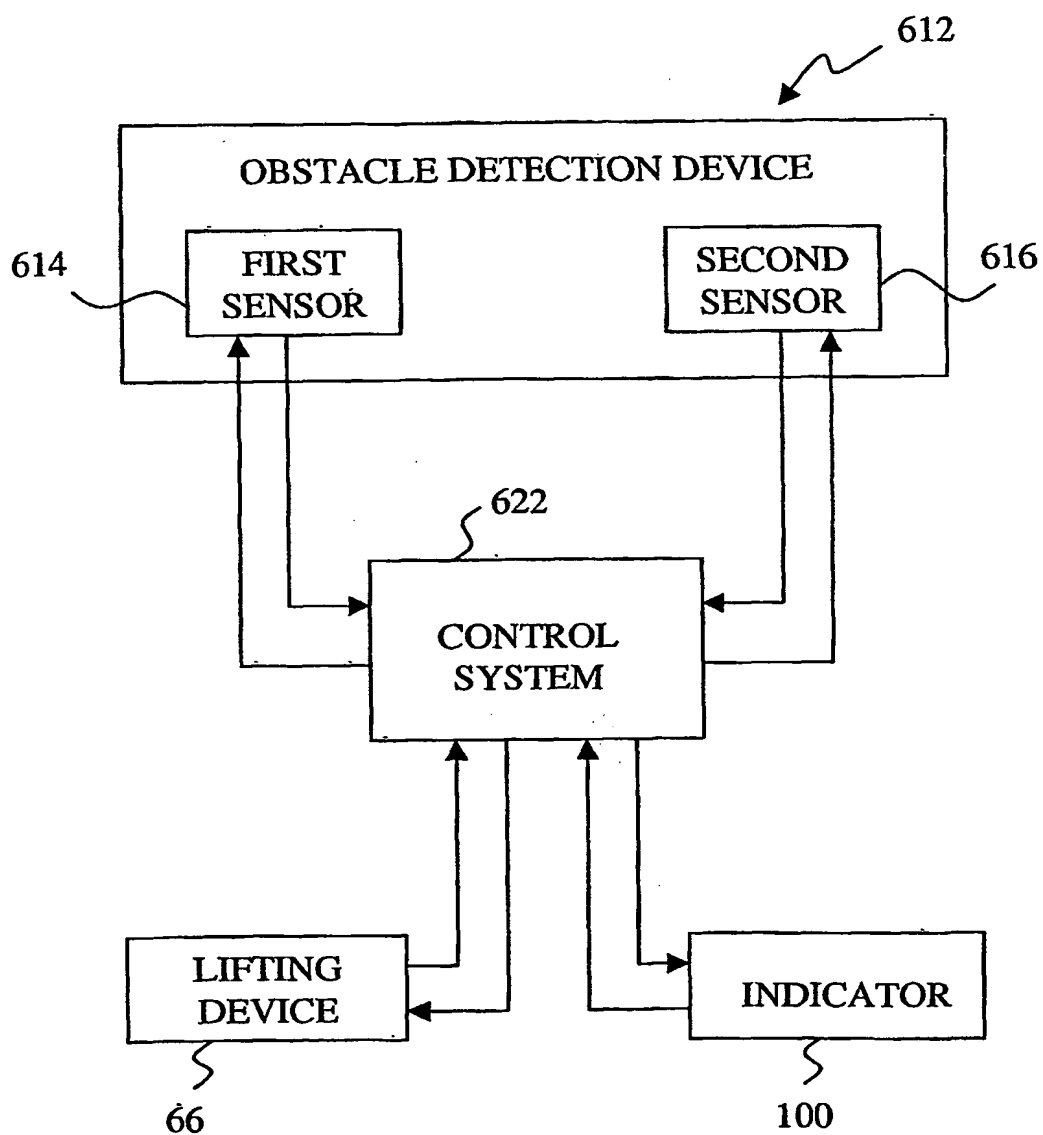 612
OBSTACLE DETECTION DEVICE
614
FIRST
SENSOR
SECOND
SENSOR
616
622
CONTROL
SYSTEM
LIFTING
DEVICE
INDICATOR
66
100